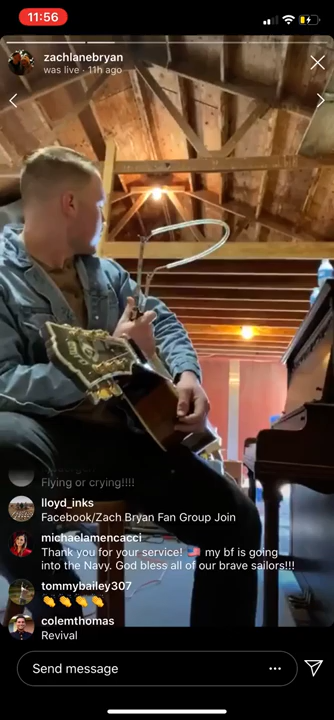 11:56
zachlanebryan
was live · 11h ago
Flying or crying!!!!
lloyd_inks
Facebook/Zach Bryan Fan Group Join
michaelamencacci
Thank you for your service! 🇺🇸 my bf is going
into the Navy. God bless all of our brave sailors!!!
tommybailey307
👏👏👏👏
colemthomas
Revival
Send message